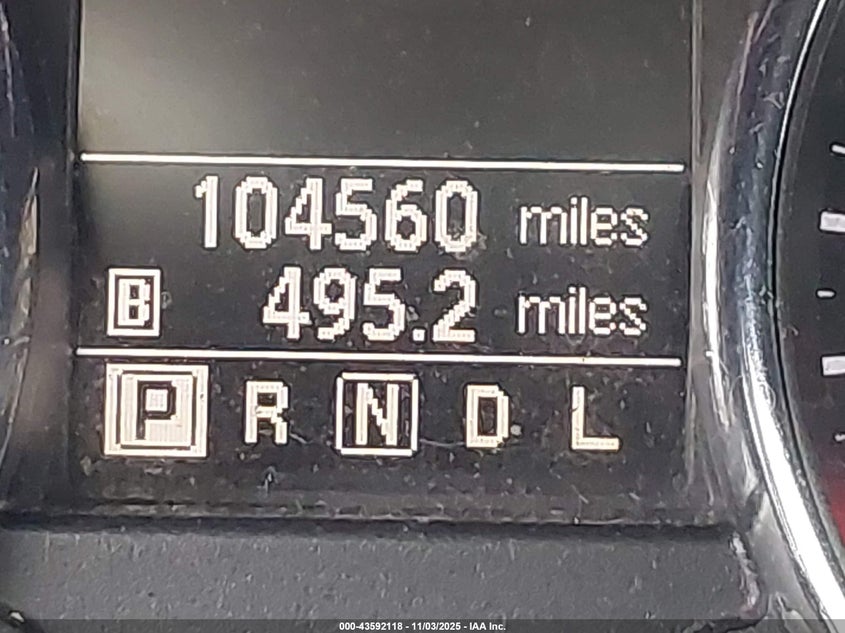 104560 miles
B 495.2 miles
P R N D L
000-43592118 - 11/03/2025 - IAA Inc.